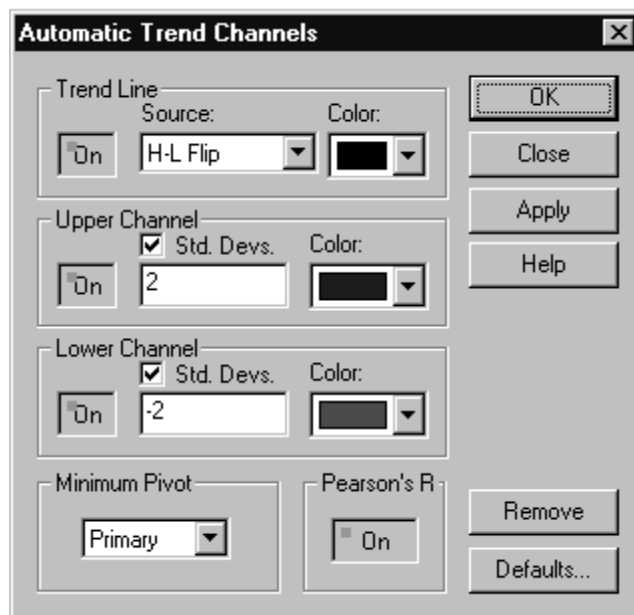 Automatic Trend Channels
Trend Line
Source: Color:
On H-L Flip
Upper Channel
Std. Devs. Color:
On 2
Lower Channel
Std. Devs. Color:
On -2
Minimum Pivot
Primary
Pearson's R
On
OK
Close
Apply
Help
Remove
Defaults...